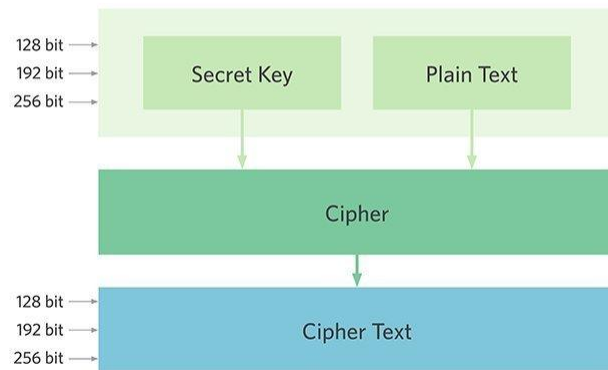 128 bit
192 bit
256 bit
Secret Key
Plain Text
Cipher
128 bit
192 bit
256 bit
Cipher Text